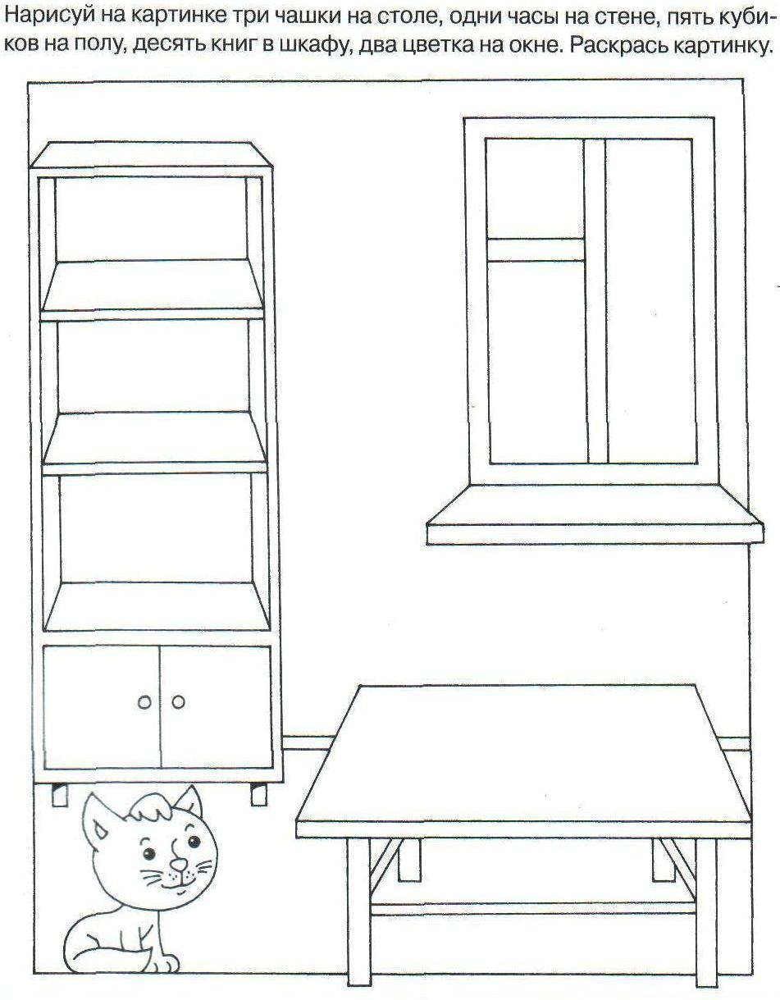 Нарисуй на картинке три чашки на столе, одни часы на стене, пять куби-
ков на полу, десять книг в шкафу, два цветка на окне. Раскрась картинку.